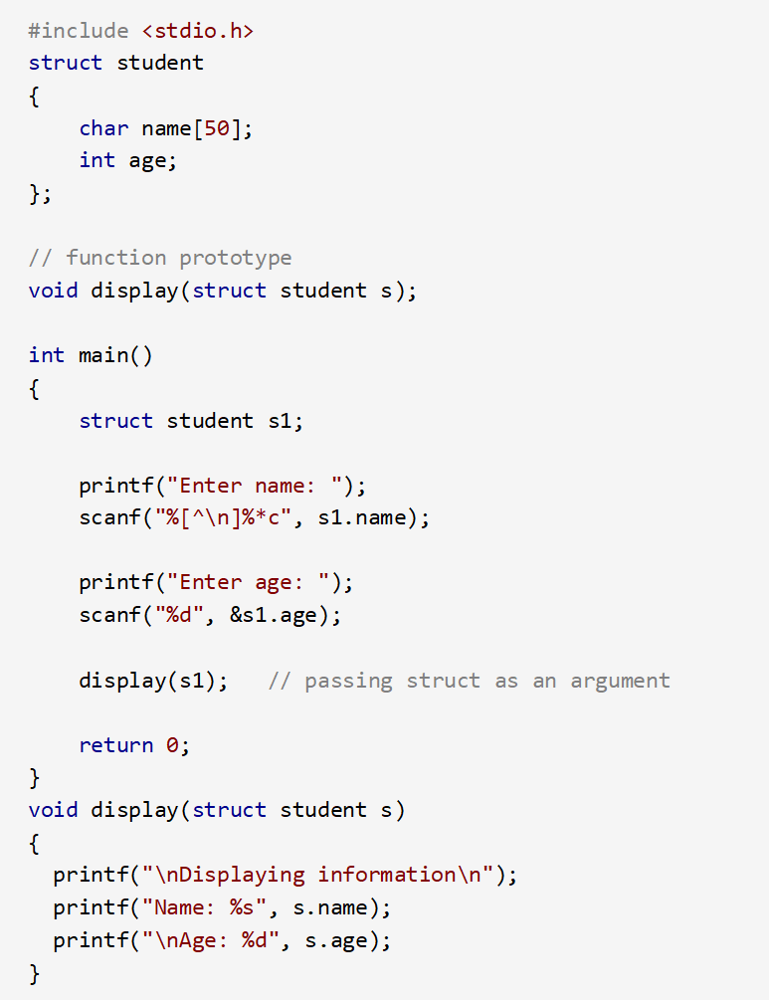 #include <stdio.h>
struct student
{
    char name[50];
    int age;
};

// function prototype
void display(struct student s);

int main()
{
    struct student s1;

    printf("Enter name: ");
    scanf("%[^\n]%*c", s1.name);

    printf("Enter age: ");
    scanf("%d", &s1.age);

    display(s1);   // passing struct as an argument

    return 0;
}
void display(struct student s)
{
  printf("\nDisplaying information\n");
  printf("Name: %s", s.name);
  printf("\nAge: %d", s.age);
}